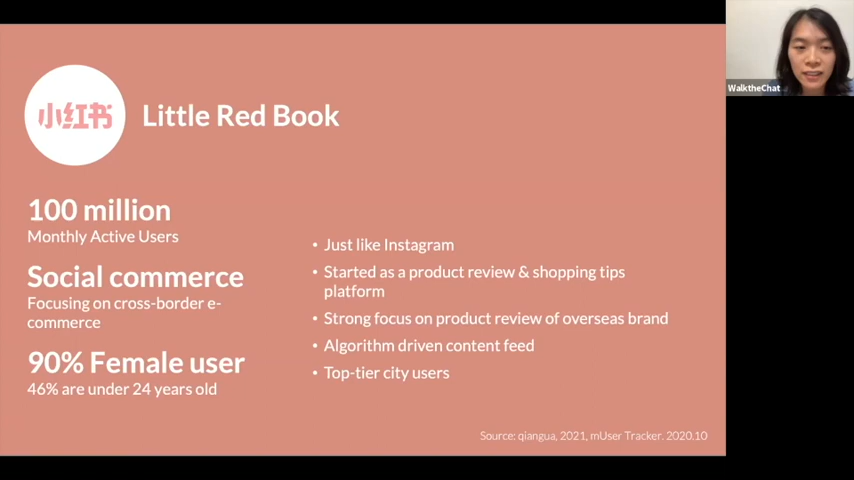 小红书
Little Red Book
100 million
Monthly Active Users
Social commerce
Focusing on cross-border e-
commerce
90% Female user
46% are under 24 years old
• Just like Instagram
• Started as a product review & shopping tips
platform
• Strong focus on product review of overseas brand
• Algorithm driven content feed
• Top-tier city users
Source: qiangua, 2021, mUser Tracker. 2020.10
WalktheChat